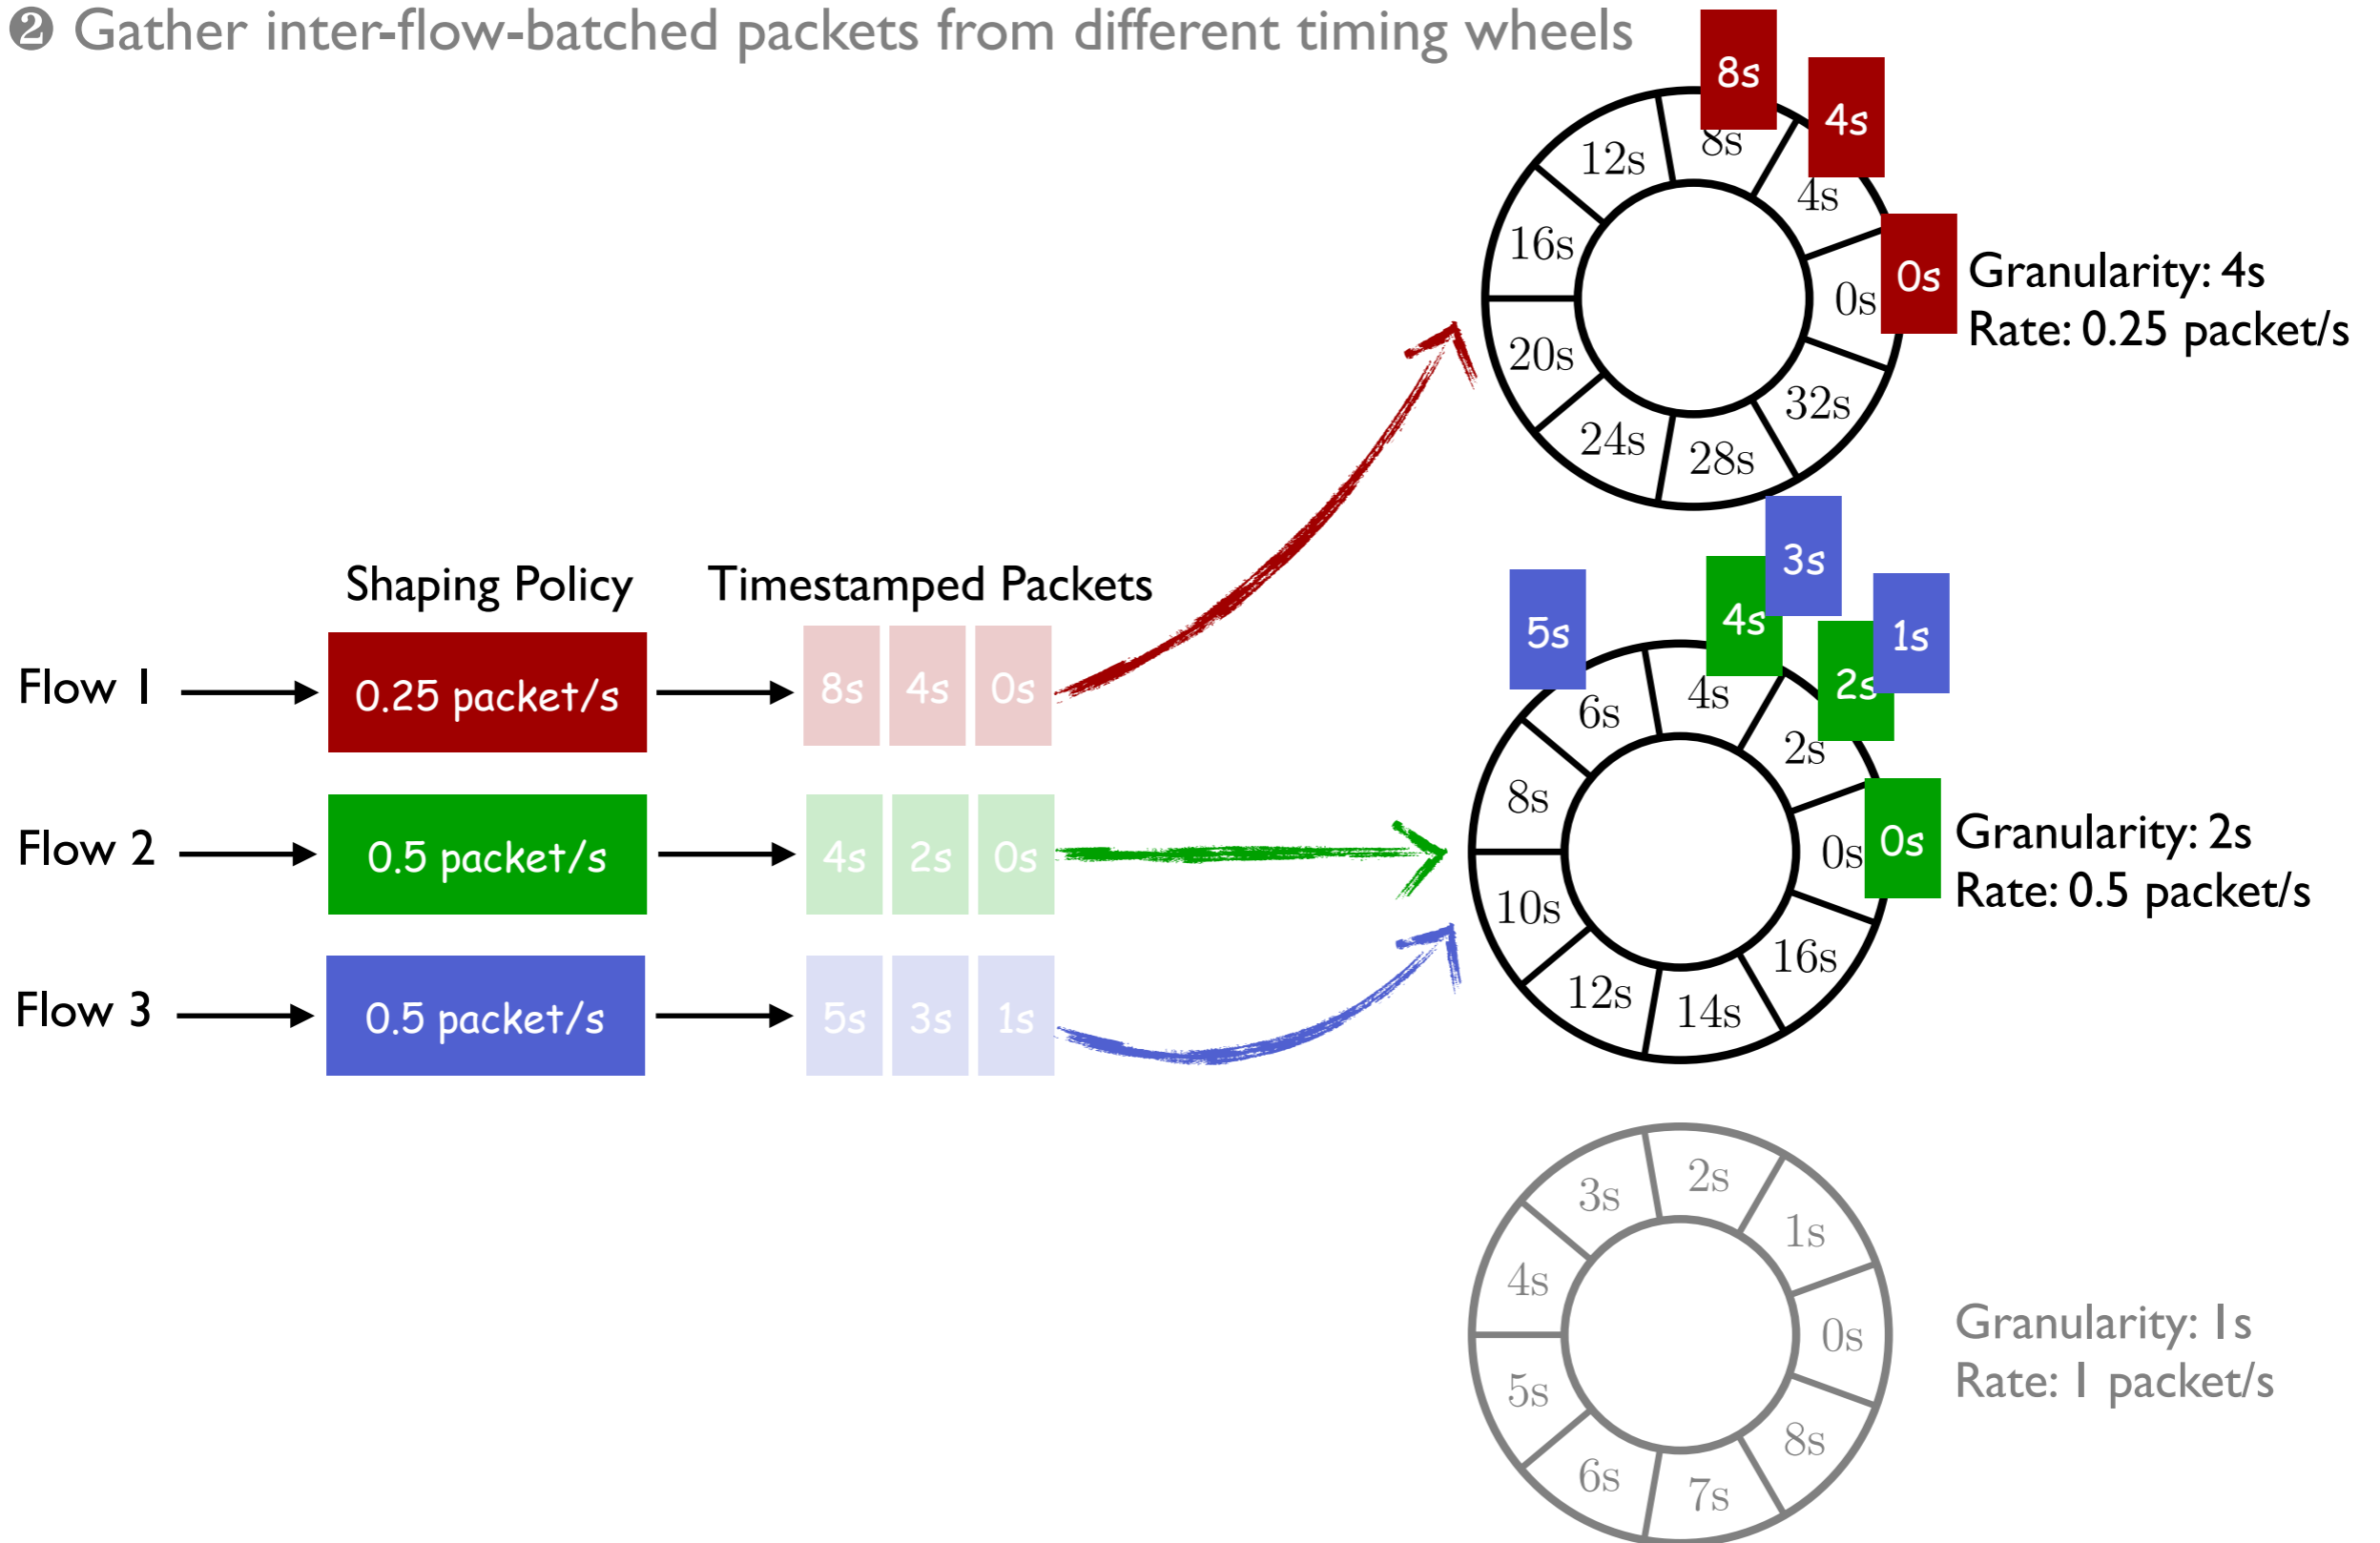 ❷ Gather inter-flow-batched packets from different timing wheels
8s
4s
0s
0s
4s
8s
12s
16s
20s
24s
28s
32s
Granularity: 4s
Rate: 0.25 packet/s
Shaping Policy
Timestamped Packets
Flow 1
0.25 packet/s
8s 4s 0s
Flow 2
0.5 packet/s
4s 2s 0s
Flow 3
0.5 packet/s
5s 3s 1s
5s
4s
3s
2s
1s
0s
0s
2s
4s
6s
8s
10s
12s
14s
16s
Granularity: 2s
Rate: 0.5 packet/s
0s
1s
2s
3s
4s
5s
6s
7s
8s
Granularity: 1s
Rate: 1 packet/s